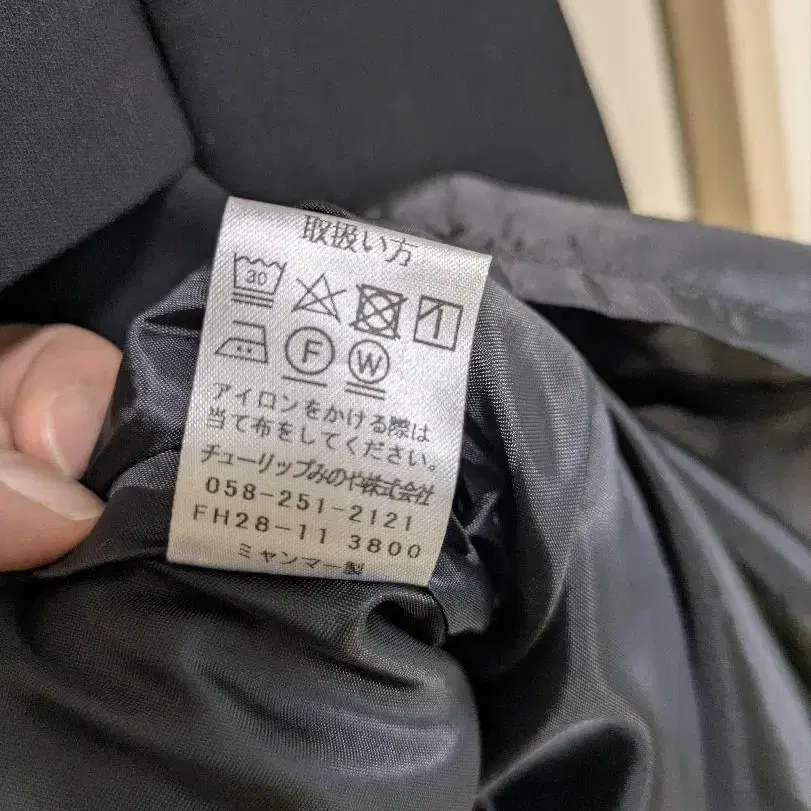 取扱い方
30
F W
アイロンをかける際は
当て布をしてください。
チューリップみのや株式会社
058-251-2121
FH28-11 3800
ミャンマー製